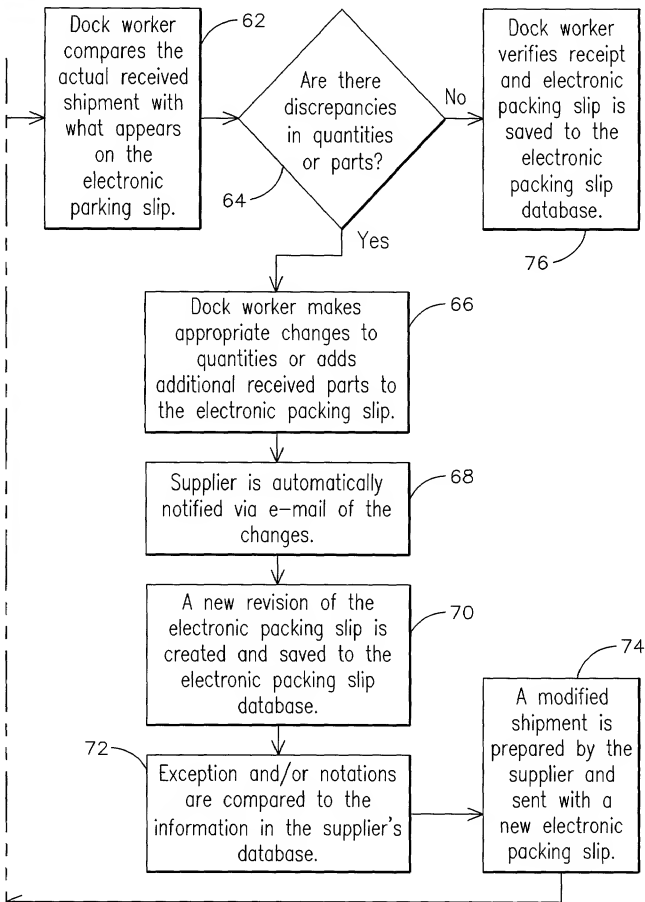 Dock worker
compares the
actual received
shipment with
what appears
on the
electronic
parking slip.
62
Are there
discrepancies
in quantities
or parts?
64
No
Dock worker
verifies receipt
and electronic
packing slip is
saved to the
electronic
packing slip
database.
76
Yes
Dock worker makes
appropriate changes to
quantities or adds
additional received parts to
the electronic packing slip.
66
Supplier is automatically
notified via e-mail of the
changes.
68
A new revision of the
electronic packing slip is
created and saved to the
electronic packing slip
database.
70
72
Exception and/or notations
are compared to the
information in the supplier's
database.
74
A modified
shipment is
prepared by the
supplier and
sent with a
new electronic
packing slip.